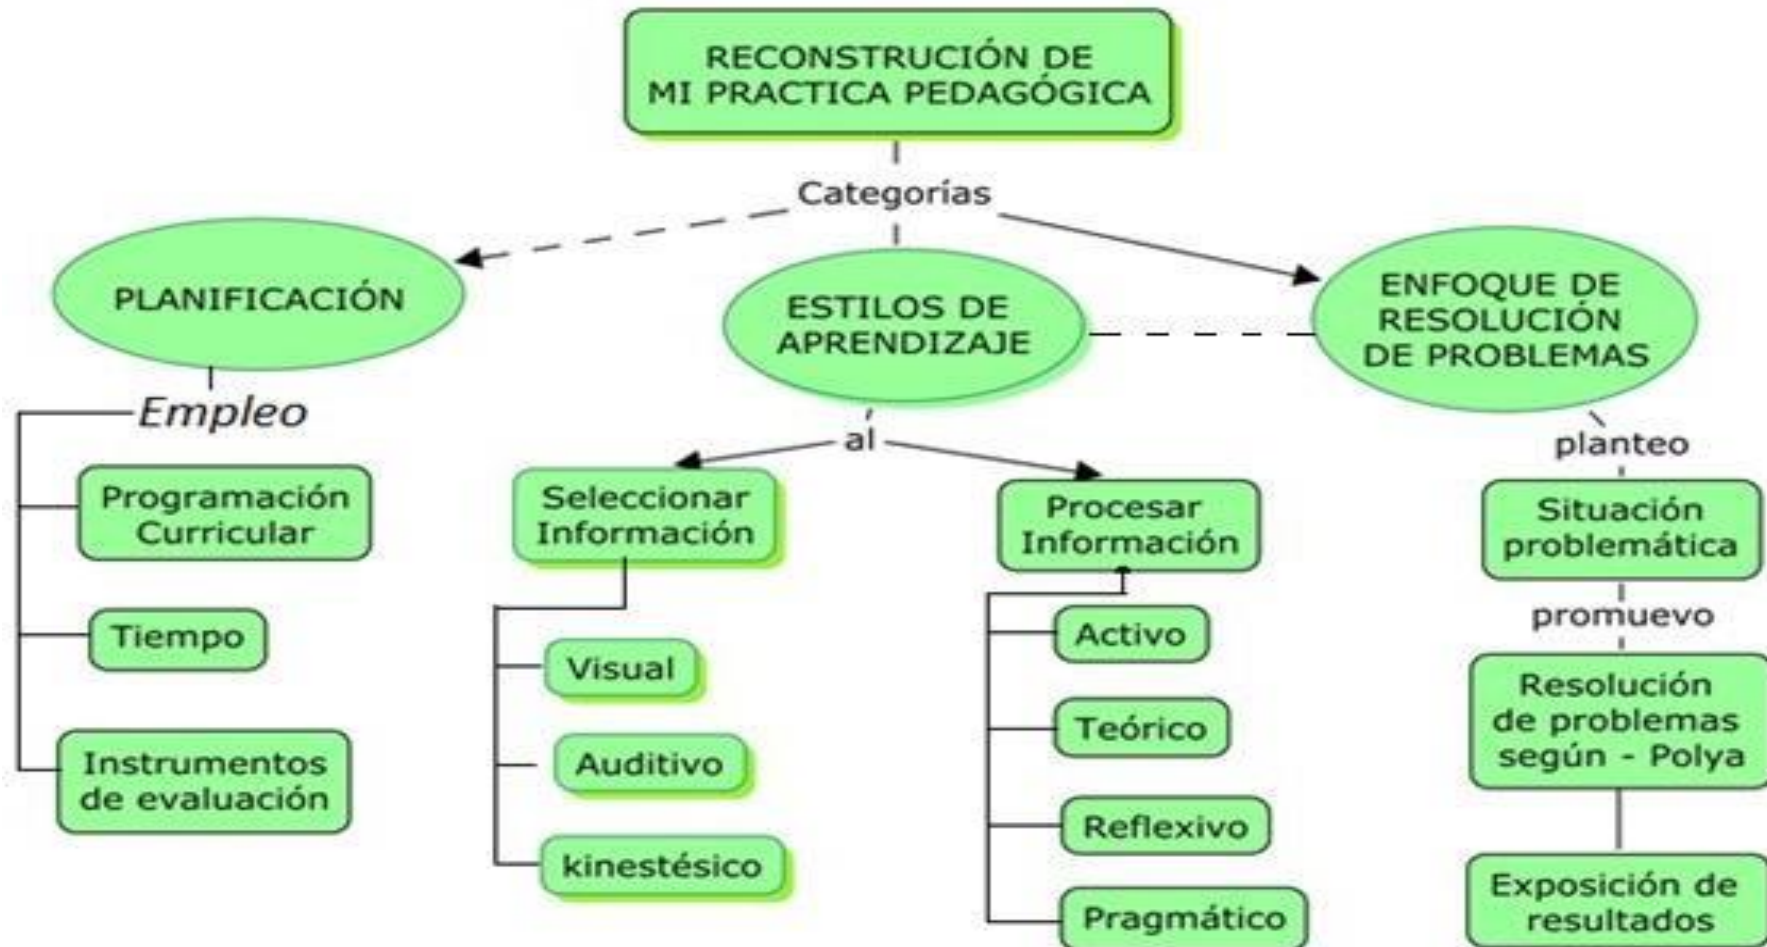 RECONSTRUCIÓN DE
MI PRACTICA PEDAGÓGICA
Categorías
PLANIFICACIÓN
Empleo
Programación
Curricular
Tiempo
Instrumentos
de evaluación
ESTILOS DE
APRENDIZAJE
al
Seleccionar
Información
Visual
Auditivo
kinestésico
Procesar
Información
Activo
Teórico
Reflexivo
Pragmático
ENFOQUE DE
RESOLUCIÓN
DE PROBLEMAS
planteo
Situación
problemática
promuevo
Resolución
de problemas
según - Polya
Exposición de
resultados